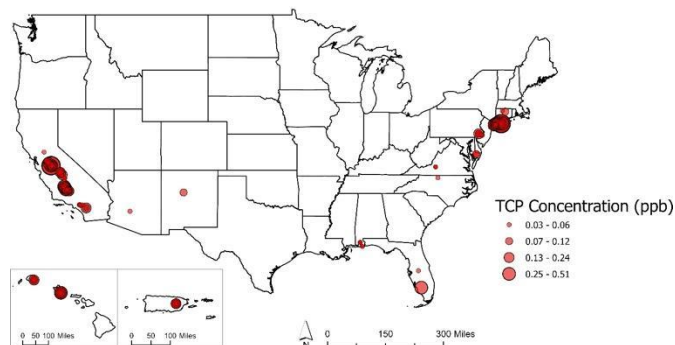 TCP Concentration (ppb)
0.03 - 0.06
0.07 - 0.12
0.13 - 0.24
0.25 - 0.51
0 50 100 Miles
0 50 100 Miles
N
0 150 300 Miles